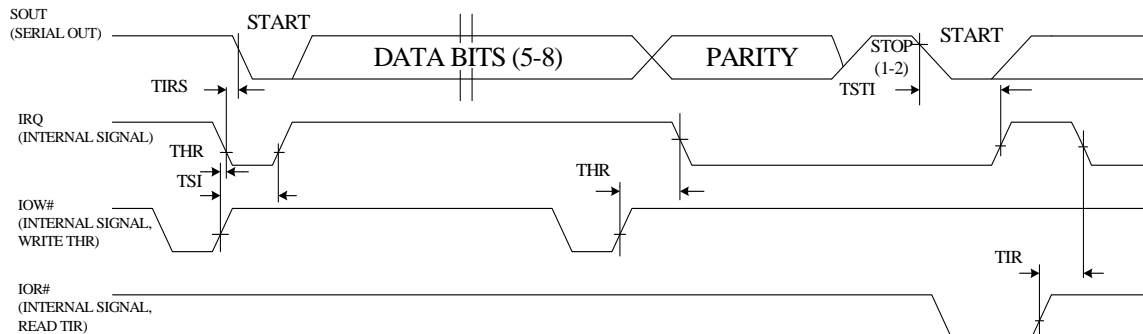 SOUT
(SERIAL OUT)
START
DATA BITS (5-8)
PARITY
STOP
(1-2)
START
TIRS
TSTI
IRQ
(INTERNAL SIGNAL)
THR
TSI
THR
IOW#
(INTERNAL SIGNAL,
WRITE THR)
TIR
IOR#
(INTERNAL SIGNAL,
READ TIR)